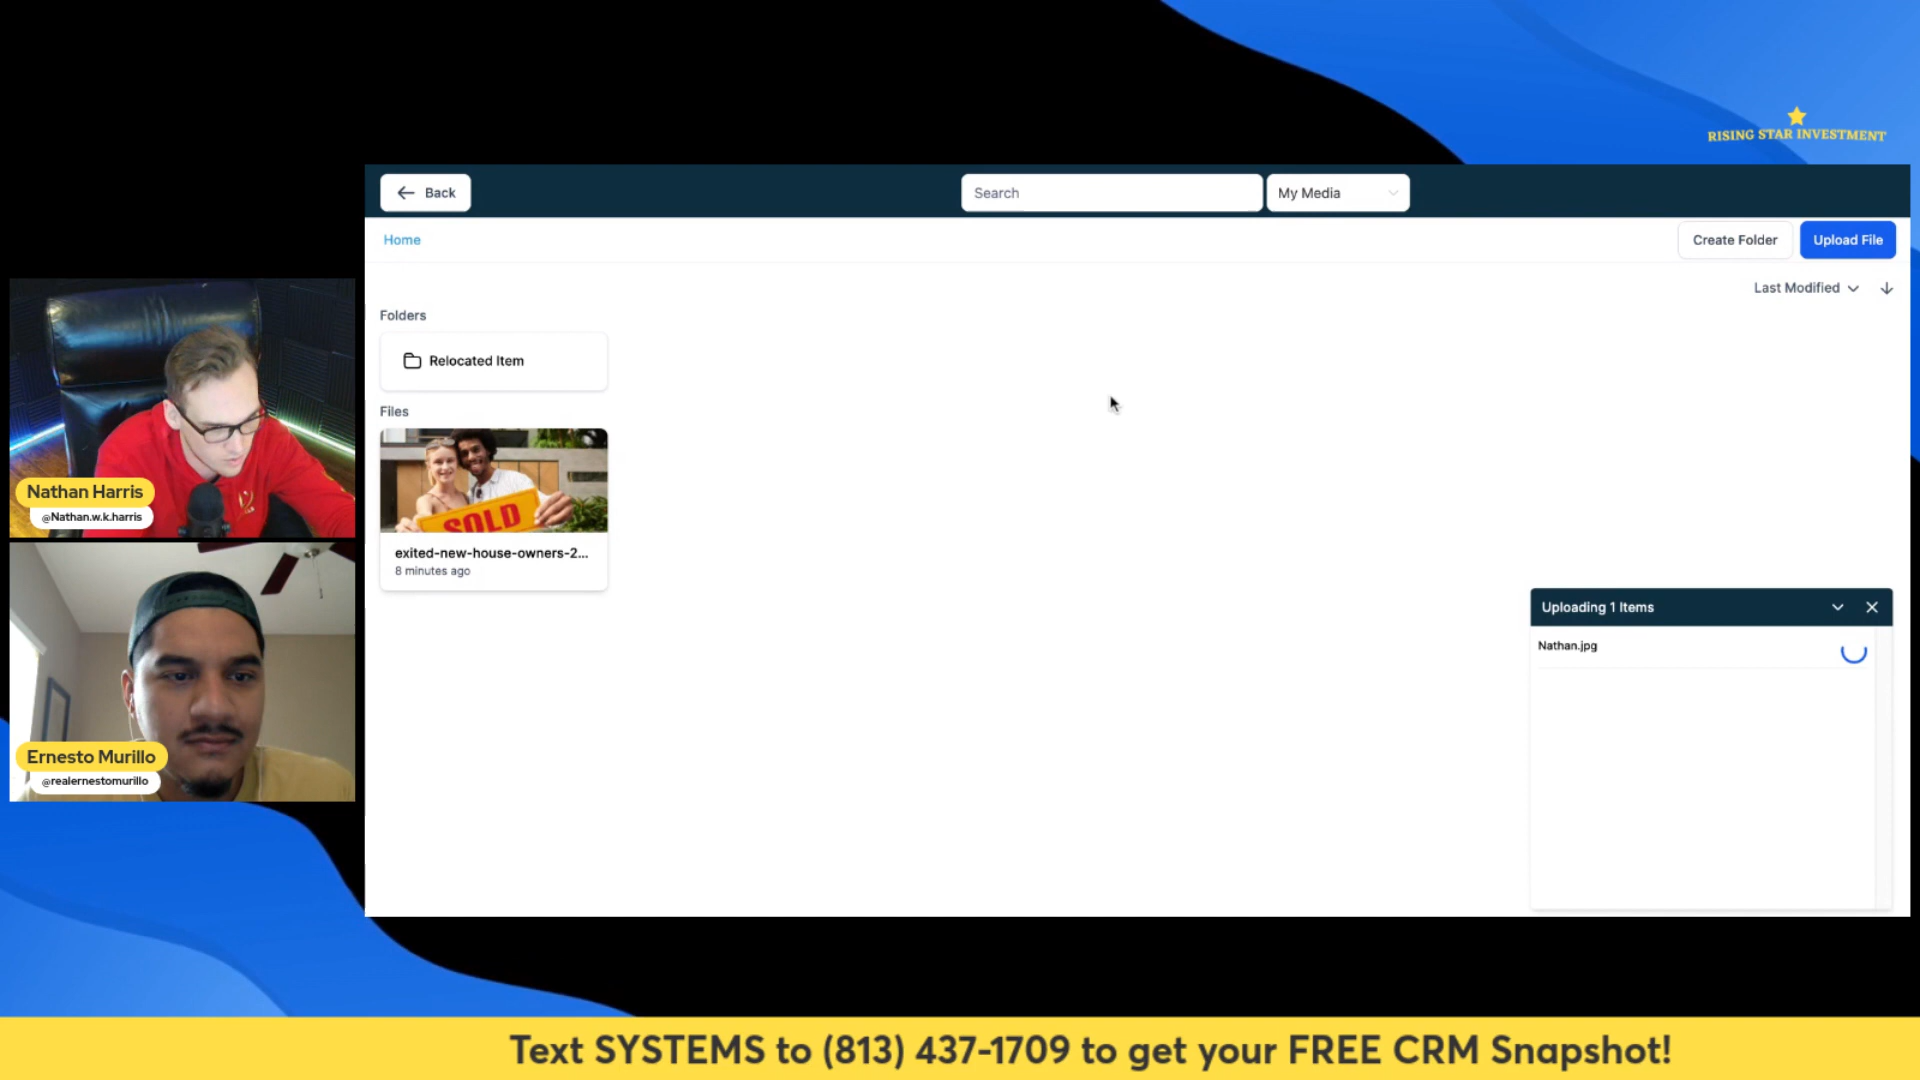 RISING STAR INVESTMENT
Back
Search
My Media
Home
Create Folder
Upload File
Last Modified
Folders
Relocated Item
Files
SOLD
exited-new-house-owners-2...
8 minutes ago
Uploading 1 Items
Nathan.jpg
Nathan Harris
@Nathan.w.k.harris
Ernesto Murillo
@realernestomurillo
Text SYSTEMS to (813) 437-1709 to get your FREE CRM Snapshot!